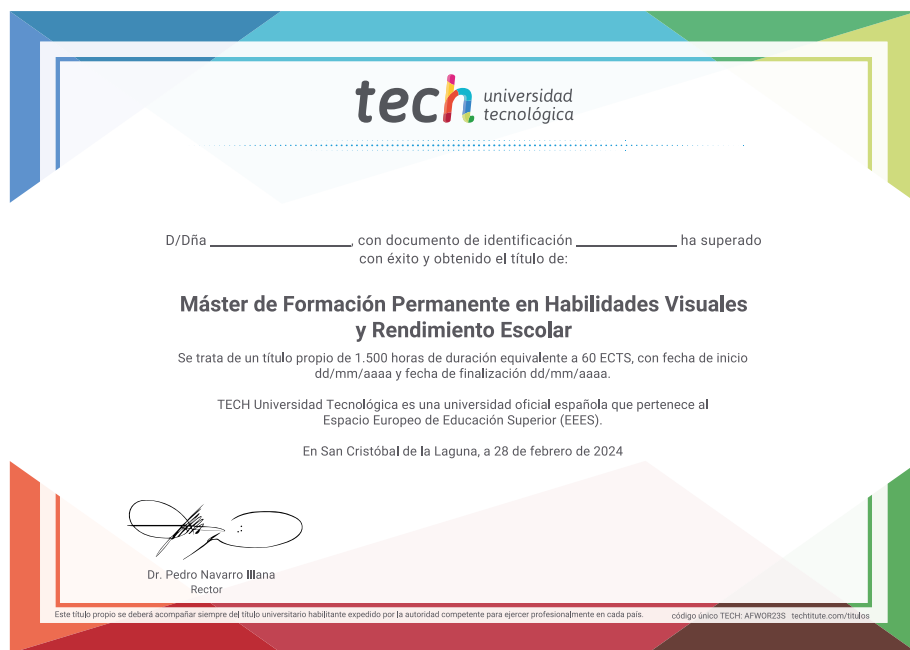 tech universidad
tecnológica
D/Dña ______________, con documento de identificación __________ ha superado
con éxito y obtenido el título de:
Máster de Formación Permanente en Habilidades Visuales
y Rendimiento Escolar
Se trata de un título propio de 1.500 horas de duración equivalente a 60 ECTS, con fecha de inicio
dd/mm/aaaa y fecha de finalización dd/mm/aaaa.
TECH Universidad Tecnológica es una universidad oficial española que pertenece al
Espacio Europeo de Educación Superior (EEES).
En San Cristóbal de la Laguna, a 28 de febrero de 2024
Dr. Pedro Navarro Illana
Rector
Este título propio se deberá acompañar siempre del título universitario habilitante expedido por la autoridad competente para ejercer profesionalmente en cada país.
código único TECH: AFWOR23S techtitute.com/titulos